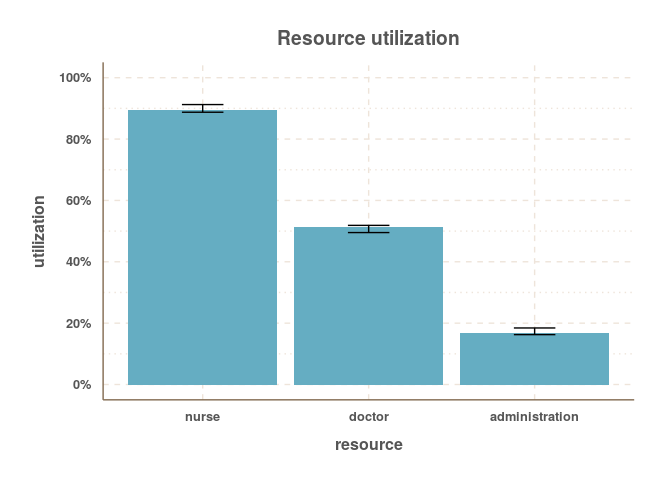 Resource utilization
100%
80%
60%
40%
20%
0%
utilization
nurse
doctor
administration
resource